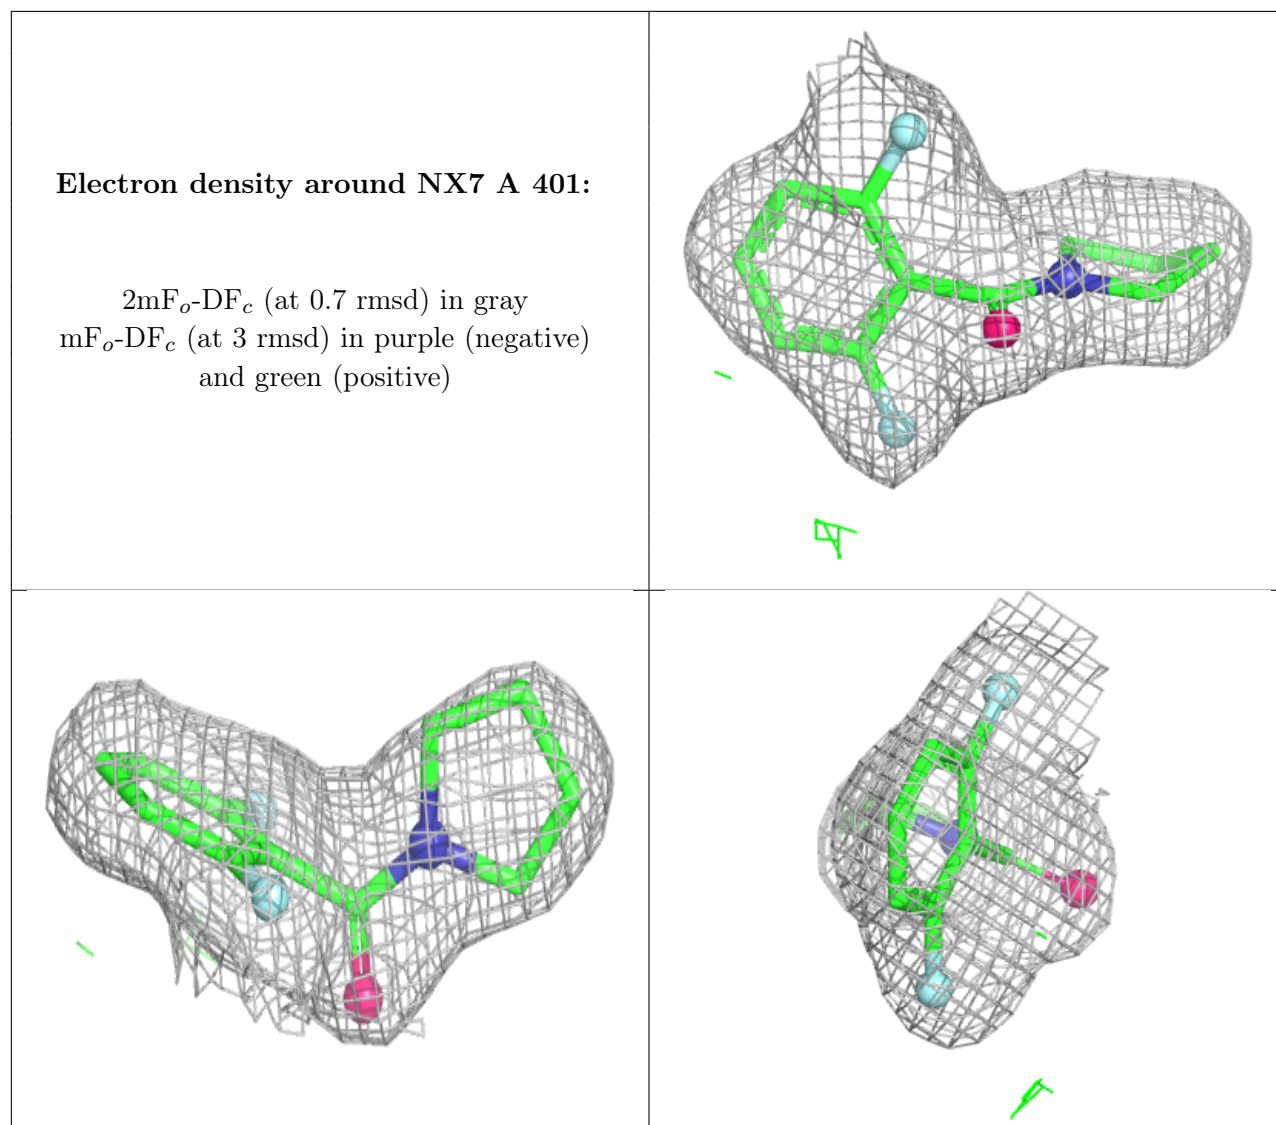 Electron density around NX7 A 401:
2mFo-DFc (at 0.7 rmsd) in gray
mFo-DFc (at 3 rmsd) in purple (negative)
and green (positive)